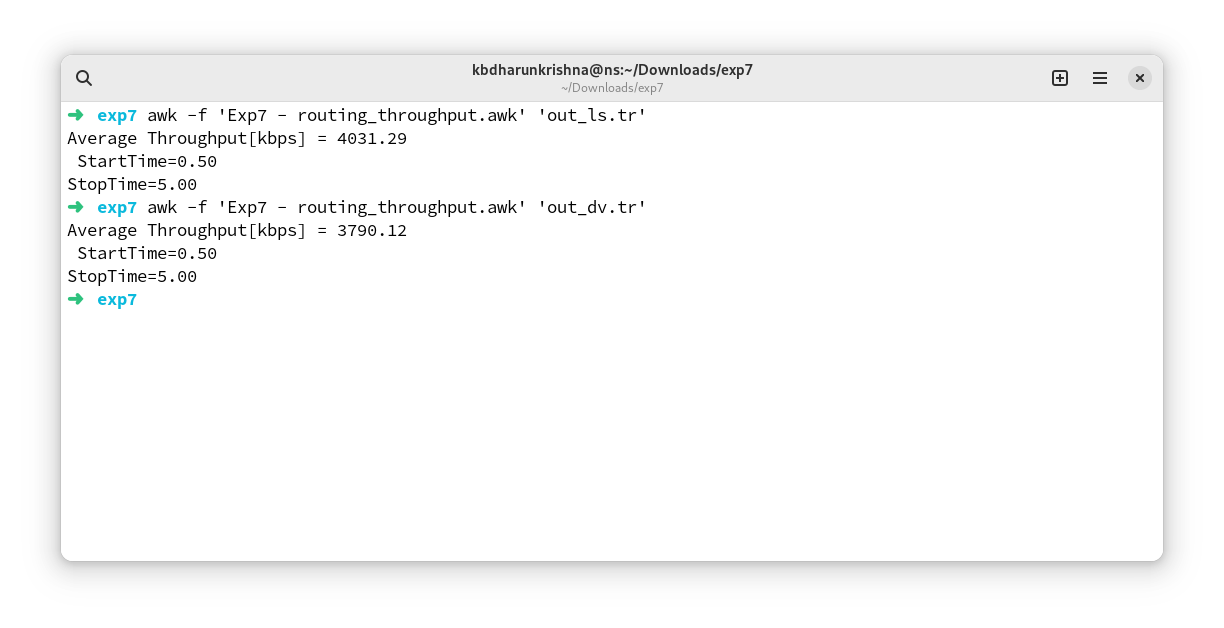 kbdharunkrishna@ns:~/Downloads/exp7
~/Downloads/exp7
➜ exp7 awk -f 'Exp7 - routing_throughput.awk' 'out_ls.tr'
Average Throughput[kbps] = 4031.29
 StartTime=0.50
StopTime=5.00
➜ exp7 awk -f 'Exp7 - routing_throughput.awk' 'out_dv.tr'
Average Throughput[kbps] = 3790.12
 StartTime=0.50
StopTime=5.00
➜ exp7